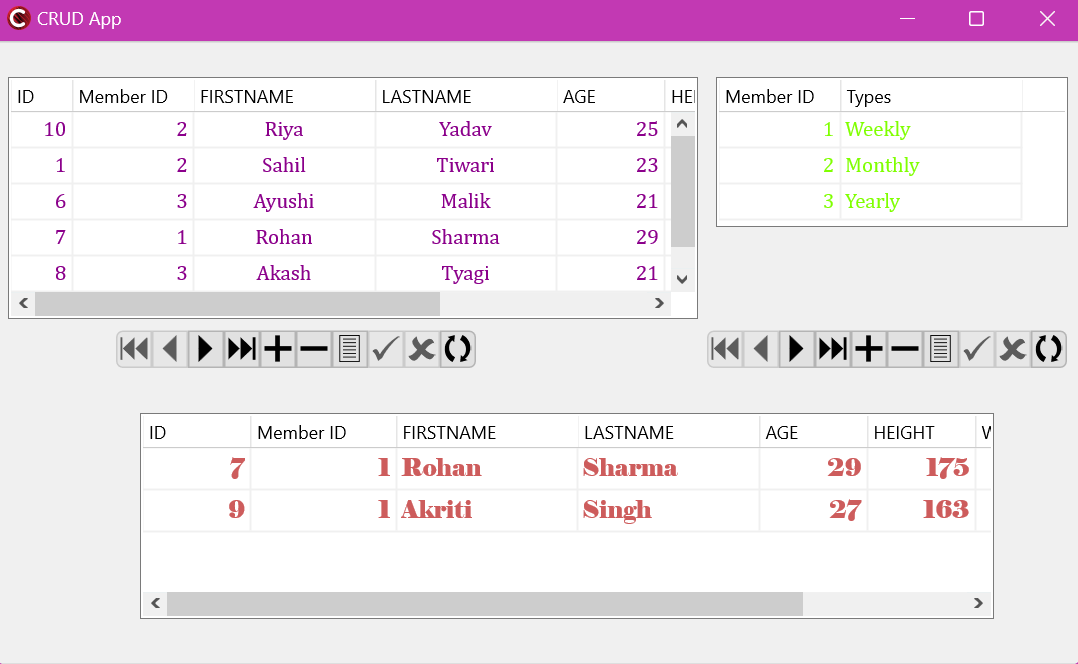 CRUD App
ID Member ID FIRSTNAME LASTNAME AGE HEI
10 2 Riya Yadav 25
1 2 Sahil Tiwari 23
6 3 Ayushi Malik 21
7 1 Rohan Sharma 29
8 3 Akash Tyagi 21
Member ID Types
1 Weekly
2 Monthly
3 Yearly
ID Member ID FIRSTNAME LASTNAME AGE HEIGHT
7 1 Rohan Sharma 29 175
9 1 Akriti Singh 27 163